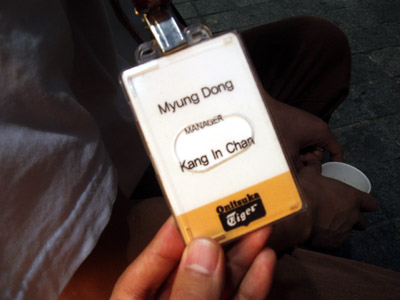 Myung Dong
MANAGER
Kang In Chan
Onitsuka
Tiger